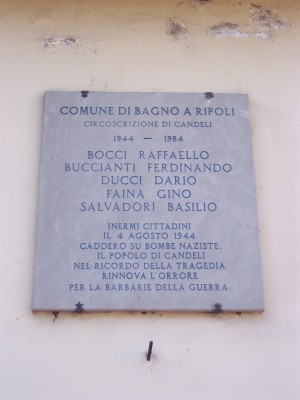 COMUNE DI BAGNO A RIPOLI
CIRCOSCRIZIONE DI CANDELI
1944 — 1984
BOCCI RAFFAELLO
BUCCIANTI FERDINANDO
DUCCI DARIO
FAINA GINO
SALVADORI BASILIO
INERMI CITTADINI
IL 4 AGOSTO 1944
CADDERO SU BOMBE NAZISTE.
IL POPOLO DI CANDELI
NEL RICORDO DELLA TRAGEDIA
RINNOVA L'ORRORE
PER LA BARBARIE DELLA GUERRA.